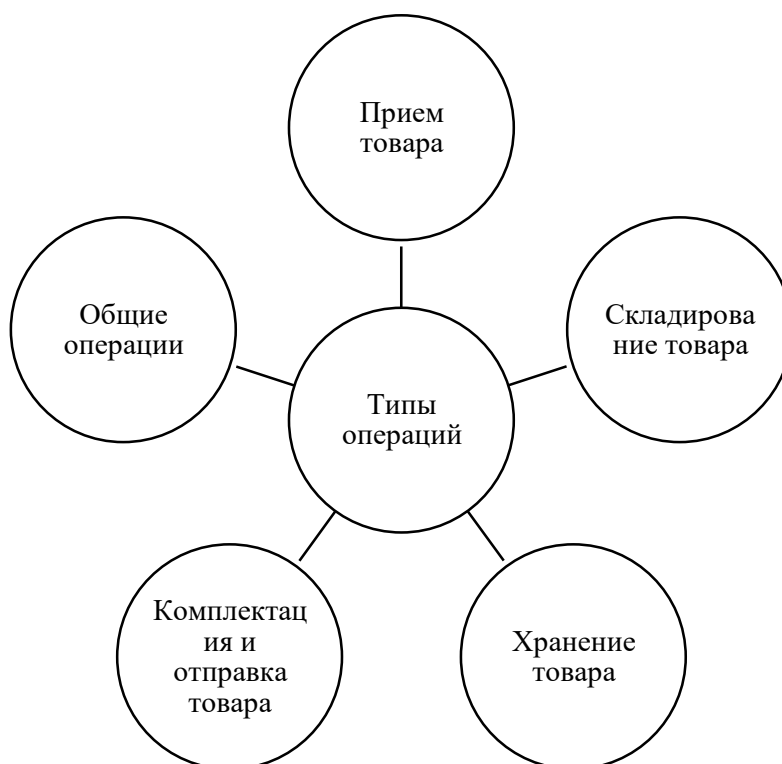 Прием
товара
Общие
операции
Складирова
ние товара
Типы
операций
Комплектац
ия и
отправка
товара
Хранение
товара